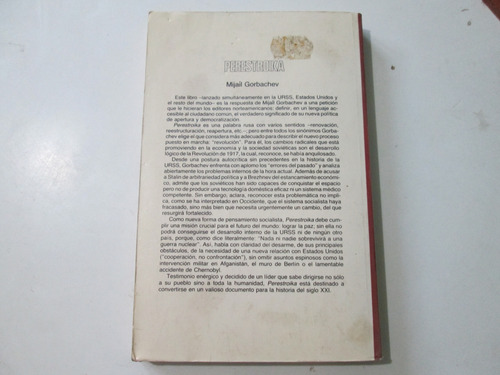 PERESTROIKA
Mijaíl Gorbachev
Este libro —lanzado simultáneamente en la URSS, Estados Unidos y
el resto del mundo— es la respuesta de Mijaíl Gorbachev a una petición
que le hicieran los editores norteamericanos: definir, en un lenguaje ac-
cesible al ciudadano común, el verdadero significado de su nueva política
de apertura y democratización.
Perestroika es una palabra rusa con varios sentidos —renovación,
reestructuración, reapertura, etc.—; pero entre todos los sinónimos Gorba-
chev elige el que considera más adecuado para describir el nuevo proceso
puesto en marcha: "revolución". Para él, los cambios radicales que está
promoviendo en la economía y la sociedad soviéticas son el desarrollo
lógico de la Revolución de 1917, la cual, reconoce, se había anquilosado.
Desde una postura autocrítica sin precedentes en la historia de la
URSS, Gorbachev enfrenta con aplomo los "errores del pasado" y analiza
abiertamente los problemas internos de la hora actual. Además de acusar
a Stalin de arbitrariedad política y a Brezhnev del estancamiento económi-
co, admite que los soviéticos han sido capaces de conquistar el espacio
pero no de producir una tecnología doméstica eficaz ni un sistema médico
competente. Sin embargo, aclara, reconocer esta problemática no impli-
ca, como se ha interpretado en Occidente, que el sistema socialista haya
fracasado, sino más bien que necesita urgentemente un cambio, del que
resurgirá fortalecido.
Como nueva forma de pensamiento socialista, Perestroika debe cum-
plir una misión crucial para el futuro del mundo: lograr la paz; sin ella no
podrá conseguirse el desarrollo interno de la URSS ni de ningún otro
país, porque, como dice literalmente: "Nada ni nadie sobrevivirá a una
guerra nuclear". Así, habla con claridad del desarme, de sus principales
obstáculos, de la necesidad de una nueva relación con Estados Unidos
("cooperación, no confrontación"), sin omitir asuntos espinosos como la
intervención militar en Afganistán, el muro de Berlín o el lamentable
accidente de Chernobyl.
Testimonio enérgico y decidido de un líder que sabe dirigirse no sólo
a su pueblo sino a toda la humanidad, Perestroika está destinado a
convertirse en un valioso documento para la historia del siglo XXI.